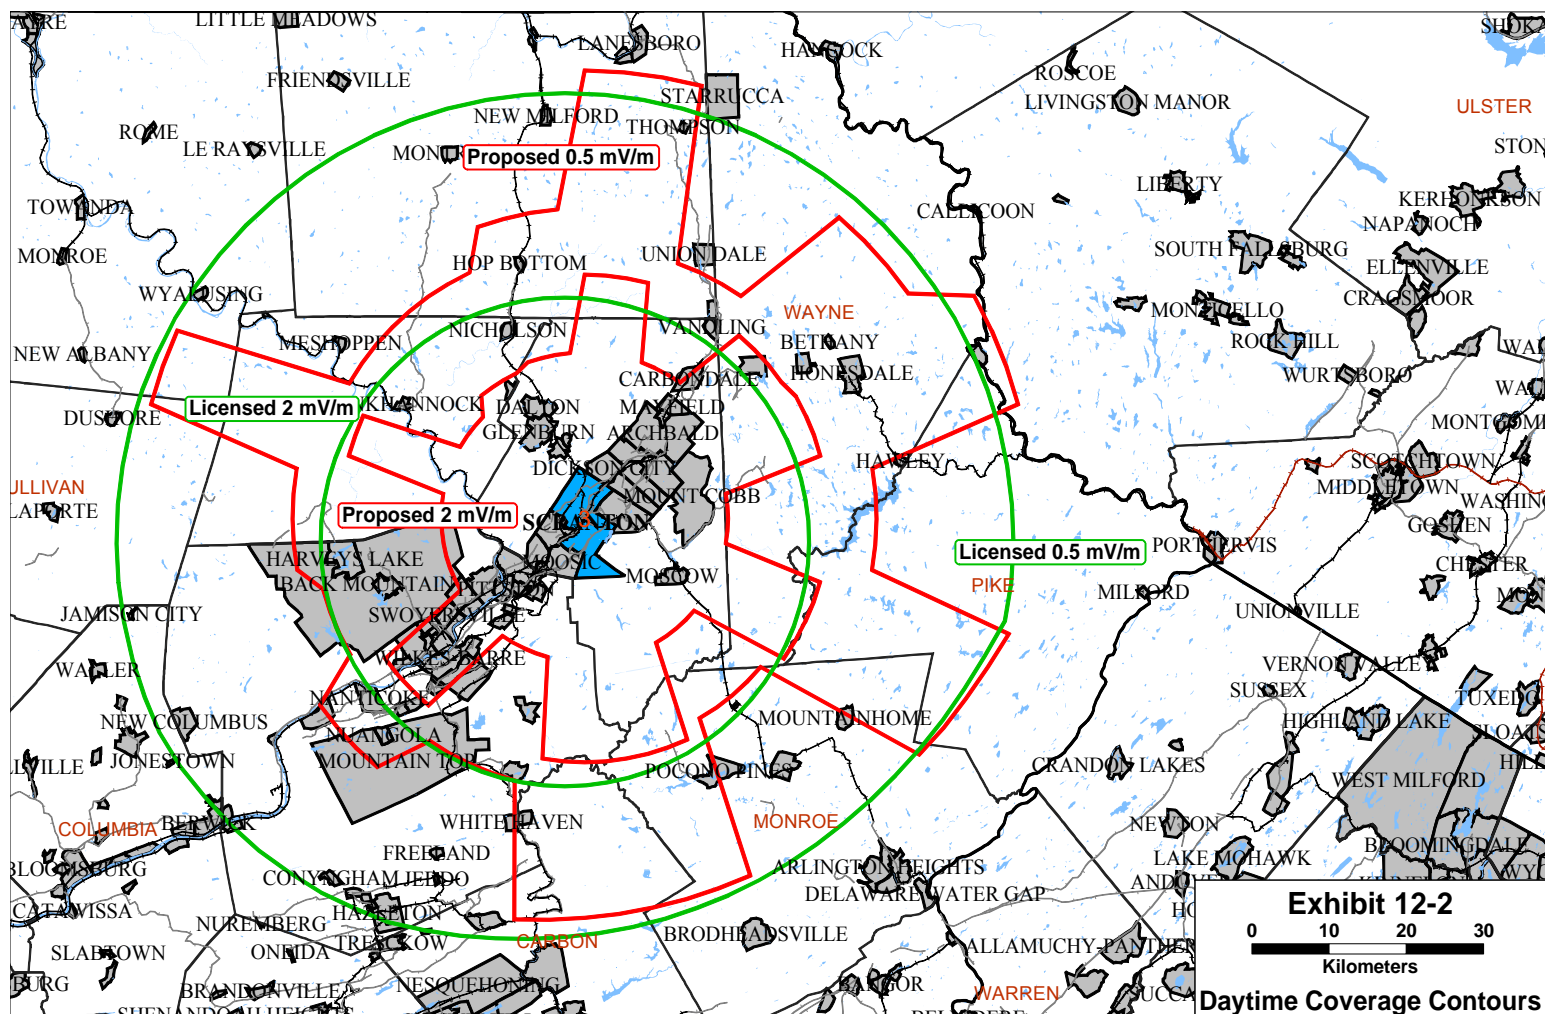 LITTLE MEADOWS
LANESBORO
HANCOCK
FRIENDSVILLE
ROSCOE
STARRUCCA
LIVINGSTON MANOR
ULSTER
NEW MILFORD
THOMPSON
ROME
LE RAYSVILLE
Proposed 0.5 mV/m
LIBERTY
KERHONKSON
TOWANDA
CALLICOON
NAPANOCH
MONROE
HOP BOTTOM
UNION DALE
SOUTH FALLSBURG
ELLENVILLE
WYALUSING
CRAGSMOOR
WAYNE
MONTICELLO
NICHOLSON
VANDLING
MESHOPPEN
BETHANY
ROCK HILL
NEW ALBANY
HONESDALE
WURTSBORO
CARBONDALE
Licensed 2 mV/m
DALTON
MAYFIELD
DUSHORE
GLENBURN
ARCHBALD
HAWLEY
SCOTCHTOWN
DICKSON CITY
MIDDLETOWN
MOUNT COBB
LAPORTE
Proposed 2 mV/m
SCRANTON
GOSHEN
PORT JERVIS
Licensed 0.5 mV/m
HARVEYS LAKE
MOOSIC
CHESTER
BACK MOUNTAIN
PITTSTON
MOSCOW
PIKE
MILFORD
JAMISON CITY
SWOYERSVILLE
UNIONVILLE
WALLER
WILKES-BARRE
VERNON VALLEY
SUSSEX
NANTICOKE
NEW COLUMBUS
MOUNTAINHOME
HIGHLAND LAKE
NUANGOLA
JONESTOWN
MOUNTAIN TOP
POCONO PINES
CRANDON LAKES
WEST MILFORD
COLUMBIA
BERWICK
WHITE HAVEN
MONROE
NEWTON
FREELAND
BLOOMINGDALE
LAKE MOHAWK
BLOOMSBURG
ARLINGTON HEIGHTS
CONYNGHAM
JEDDO
DELAWARE WATER GAP
CATAWISSA
HAZLETON
Exhibit 12-2
NUREMBERG
BRODHEADSVILLE
0 10 20 30
TRESCKOW
CARBON
SLABTOWN
ONEIDA
Kilometers
NESQUEHONING
BRANDONVILLE
BANGOR
WARREN
Daytime Coverage Contours